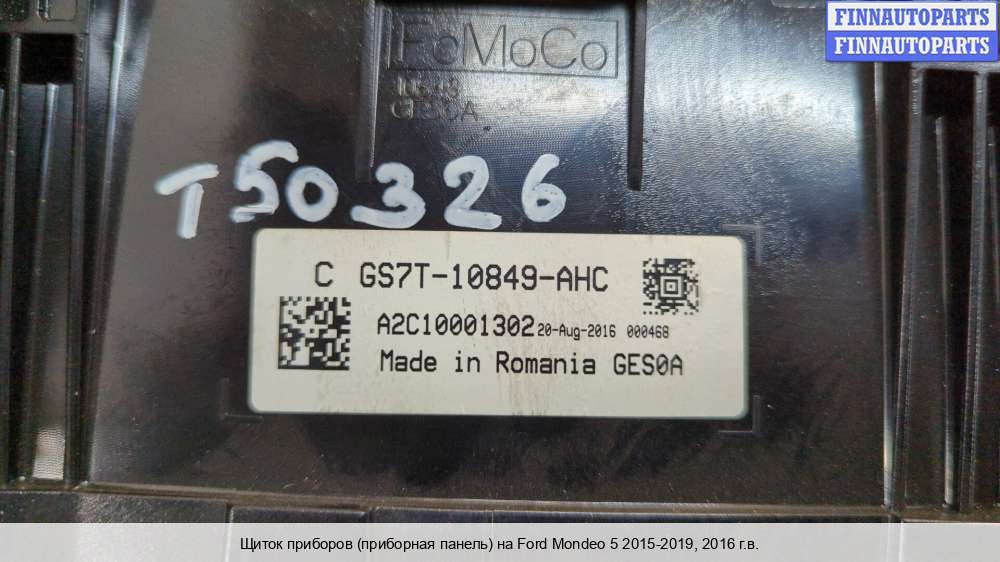 FINNAUTOPARTS
FINNAUTOPARTS
FoMoCo
GES0A
T50326
C GS7T-10849-AHC
A2C10001302 20-Aug-2016 000468
Made in Romania GES0A
Щиток приборов (приборная панель) на Ford Mondeo 5 2015-2019, 2016 г.в.